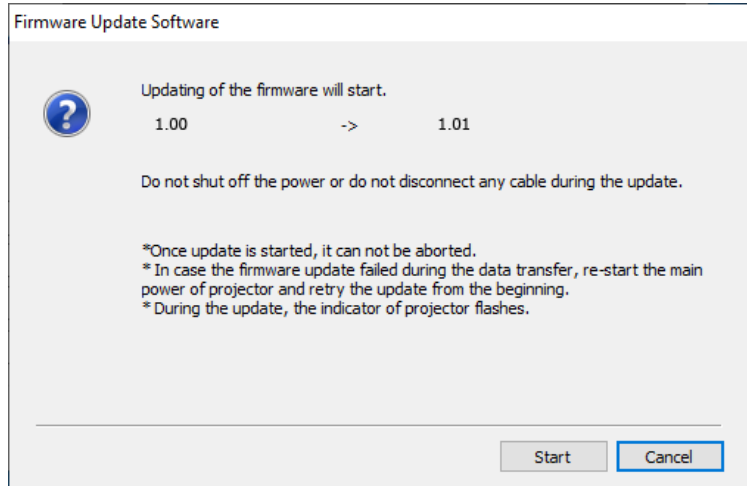 Firmware Update Software
Updating of the firmware will start.
1.00 -> 1.01
Do not shut off the power or do not disconnect any cable during the update.
*Once update is started, it can not be aborted.
* In case the firmware update failed during the data transfer, re-start the main
power of projector and retry the update from the beginning.
* During the update, the indicator of projector flashes.
Start Cancel